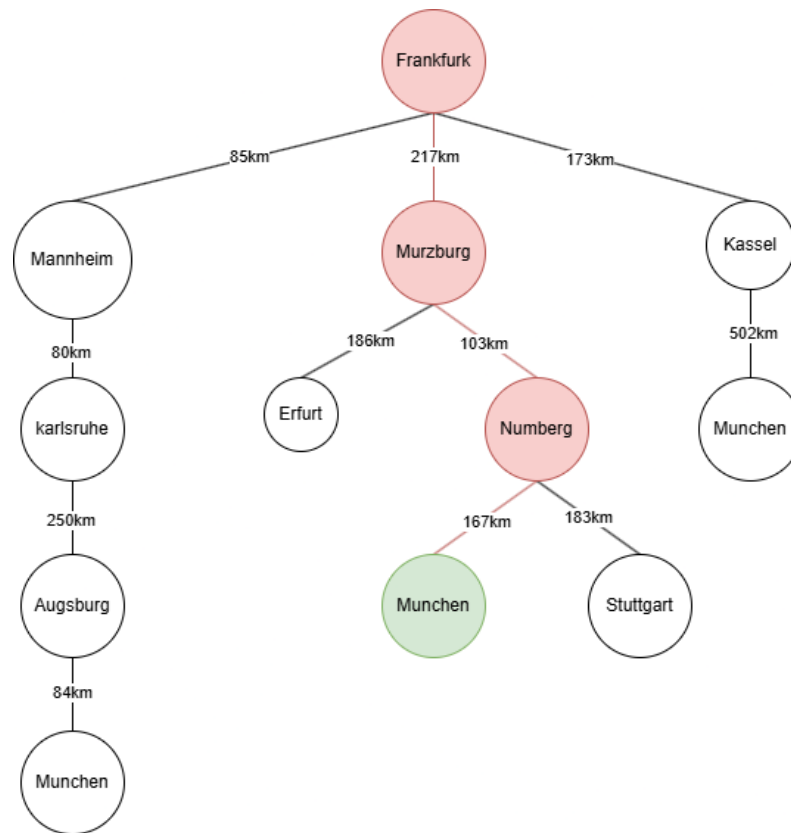 Frankfurk
85km
217km
173km
Mannheim
Murzburg
Kassel
80km
186km
103km
502km
karlsruhe
Erfurt
Numberg
Munchen
250km
167km
183km
Augsburg
Munchen
Stuttgart
84km
Munchen